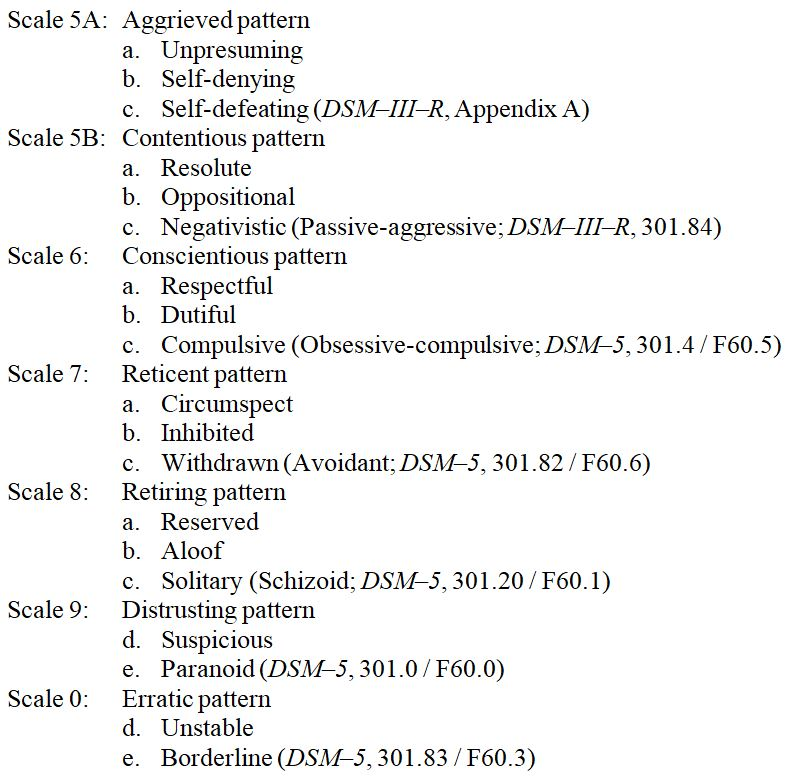 Scale 5A: Aggrieved pattern
a. Unpresuming
b. Self-denying
c. Self-defeating (DSM–III–R, Appendix A)
Scale 5B: Contentious pattern
a. Resolute
b. Oppositional
c. Negativistic (Passive-aggressive; DSM–III–R, 301.84)
Scale 6: Conscientious pattern
a. Respectful
b. Dutiful
c. Compulsive (Obsessive-compulsive; DSM–5, 301.4 / F60.5)
Scale 7: Reticent pattern
a. Circumspect
b. Inhibited
c. Withdrawn (Avoidant; DSM–5, 301.82 / F60.6)
Scale 8: Retiring pattern
a. Reserved
b. Aloof
c. Solitary (Schizoid; DSM–5, 301.20 / F60.1)
Scale 9: Distrusting pattern
d. Suspicious
e. Paranoid (DSM–5, 301.0 / F60.0)
Scale 0: Erratic pattern
d. Unstable
e. Borderline (DSM–5, 301.83 / F60.3)